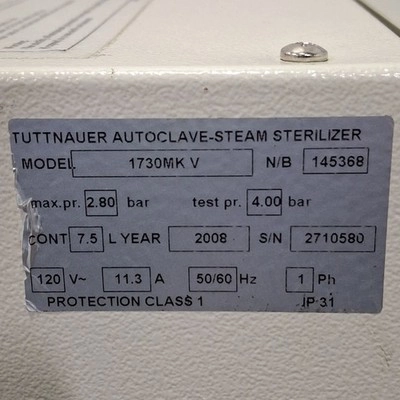 TUTTNAUER AUTOCLAVE-STEAM STERILIZER
MODEL 1730MK V N/B 145368
max.pr. 2.80 bar test pr. 4.00 bar
CONT 7.5 L YEAR 2008 S/N 2710580
120 V~ 11.3 A 50/60 Hz 1 Ph
PROTECTION CLASS 1 IP 31